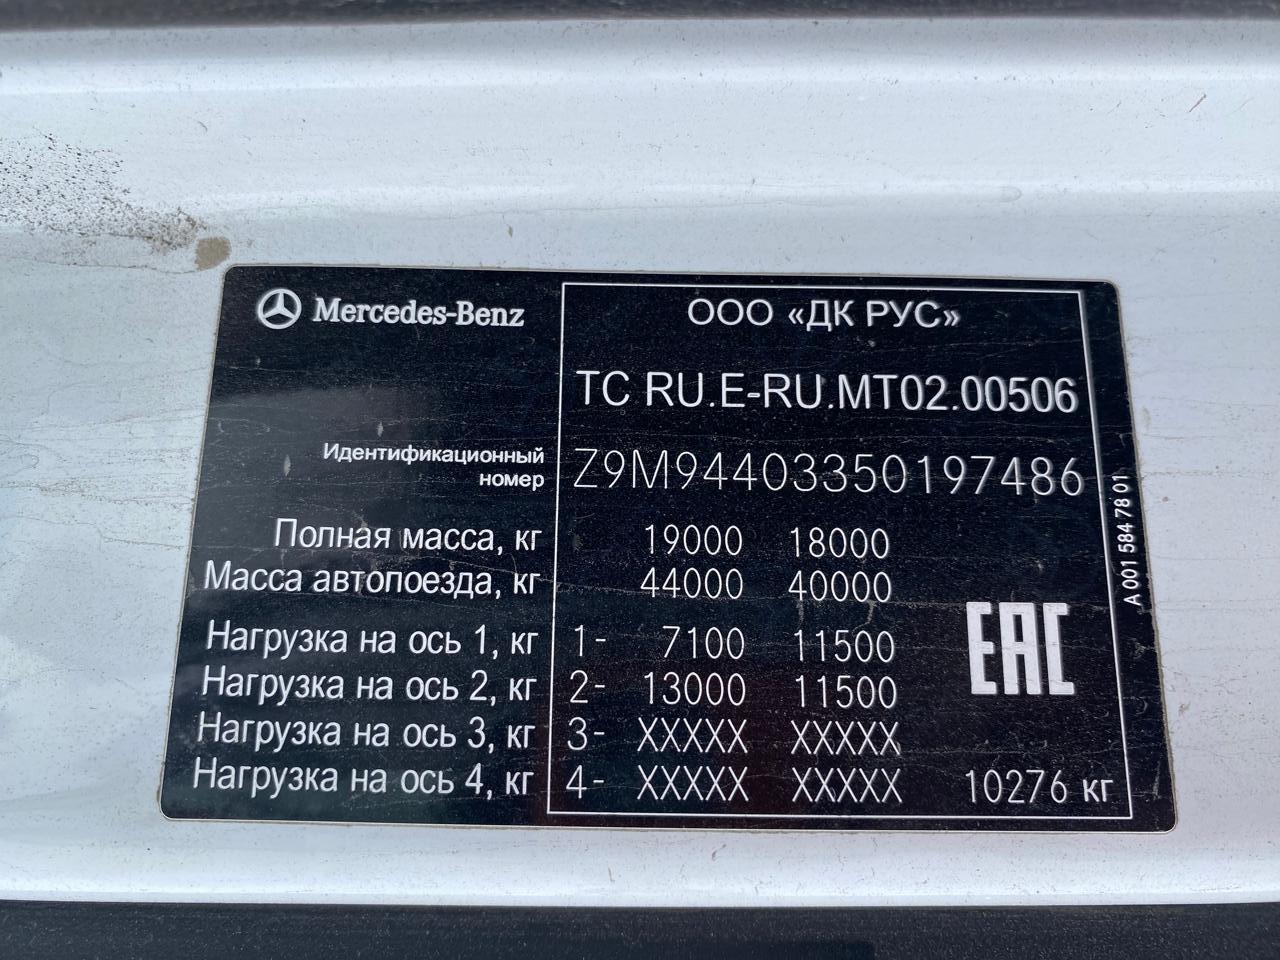 Mercedes-Benz
ООО «ДК РУС»
ТС RU.E-RU.MT02.00506
Идентификационный
номер
Z9M94403350197486
Полная масса, кг 19000 18000
Масса автопоезда, кг 44000 40000
Нагрузка на ось 1, кг 1- 7100 11500
Нагрузка на ось 2, кг 2- 13000 11500
Нагрузка на ось 3, кг 3- XXXXX XXXXX
Нагрузка на ось 4, кг 4- XXXXX XXXXX 10276 кг
EAC
A 001 584 78 01